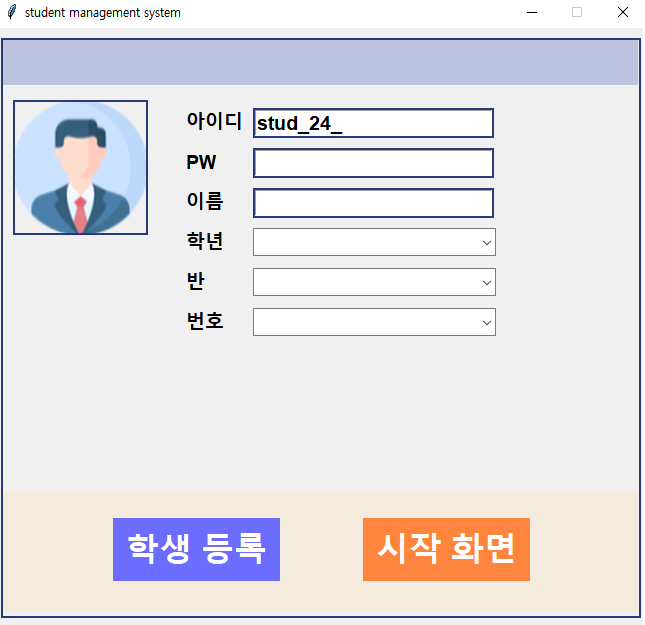 student management system
아이디 stud_24_
PW
이름
학년
반
번호
학생 등록 시작 화면